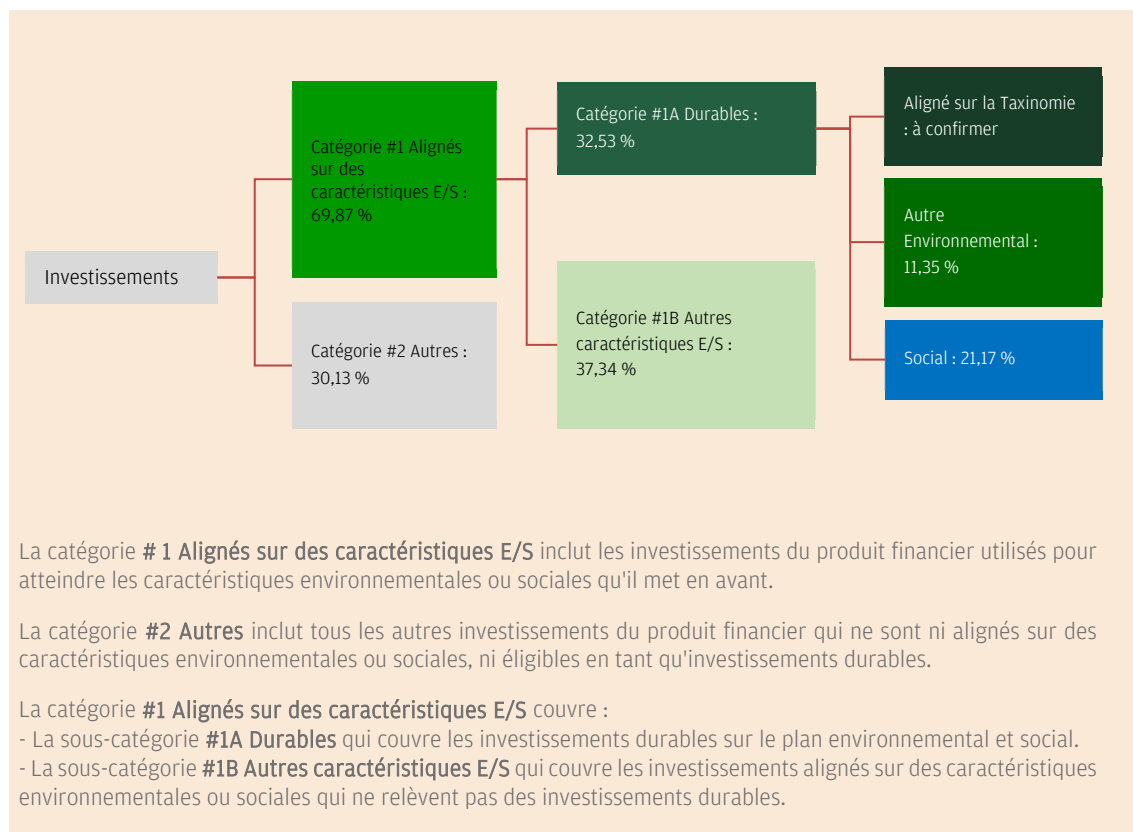 Investissements
Catégorie #1 Alignés
sur des
caractéristiques E/S :
69,87 %
Catégorie #2 Autres :
30,13 %
Catégorie #1A Durables :
32,53 %
Catégorie #1B Autres
caractéristiques E/S :
37,34 %
Aligné sur la Taxinomie
: à confirmer
Autre
Environnemental :
11,35 %
Social : 21,17 %
La catégorie # 1 Alignés sur des caractéristiques E/S inclut les investissements du produit financier utilisés pour
atteindre les caractéristiques environnementales ou sociales qu'il met en avant.
La catégorie #2 Autres inclut tous les autres investissements du produit financier qui ne sont ni alignés sur des
caractéristiques environnementales ou sociales, ni éligibles en tant qu'investissements durables.
La catégorie #1 Alignés sur des caractéristiques E/S couvre :
- La sous-catégorie #1A Durables qui couvre les investissements durables sur le plan environnemental et social.
- La sous-catégorie #1B Autres caractéristiques E/S qui couvre les investissements alignés sur des caractéristiques
environnementales ou sociales qui ne relèvent pas des investissements durables.